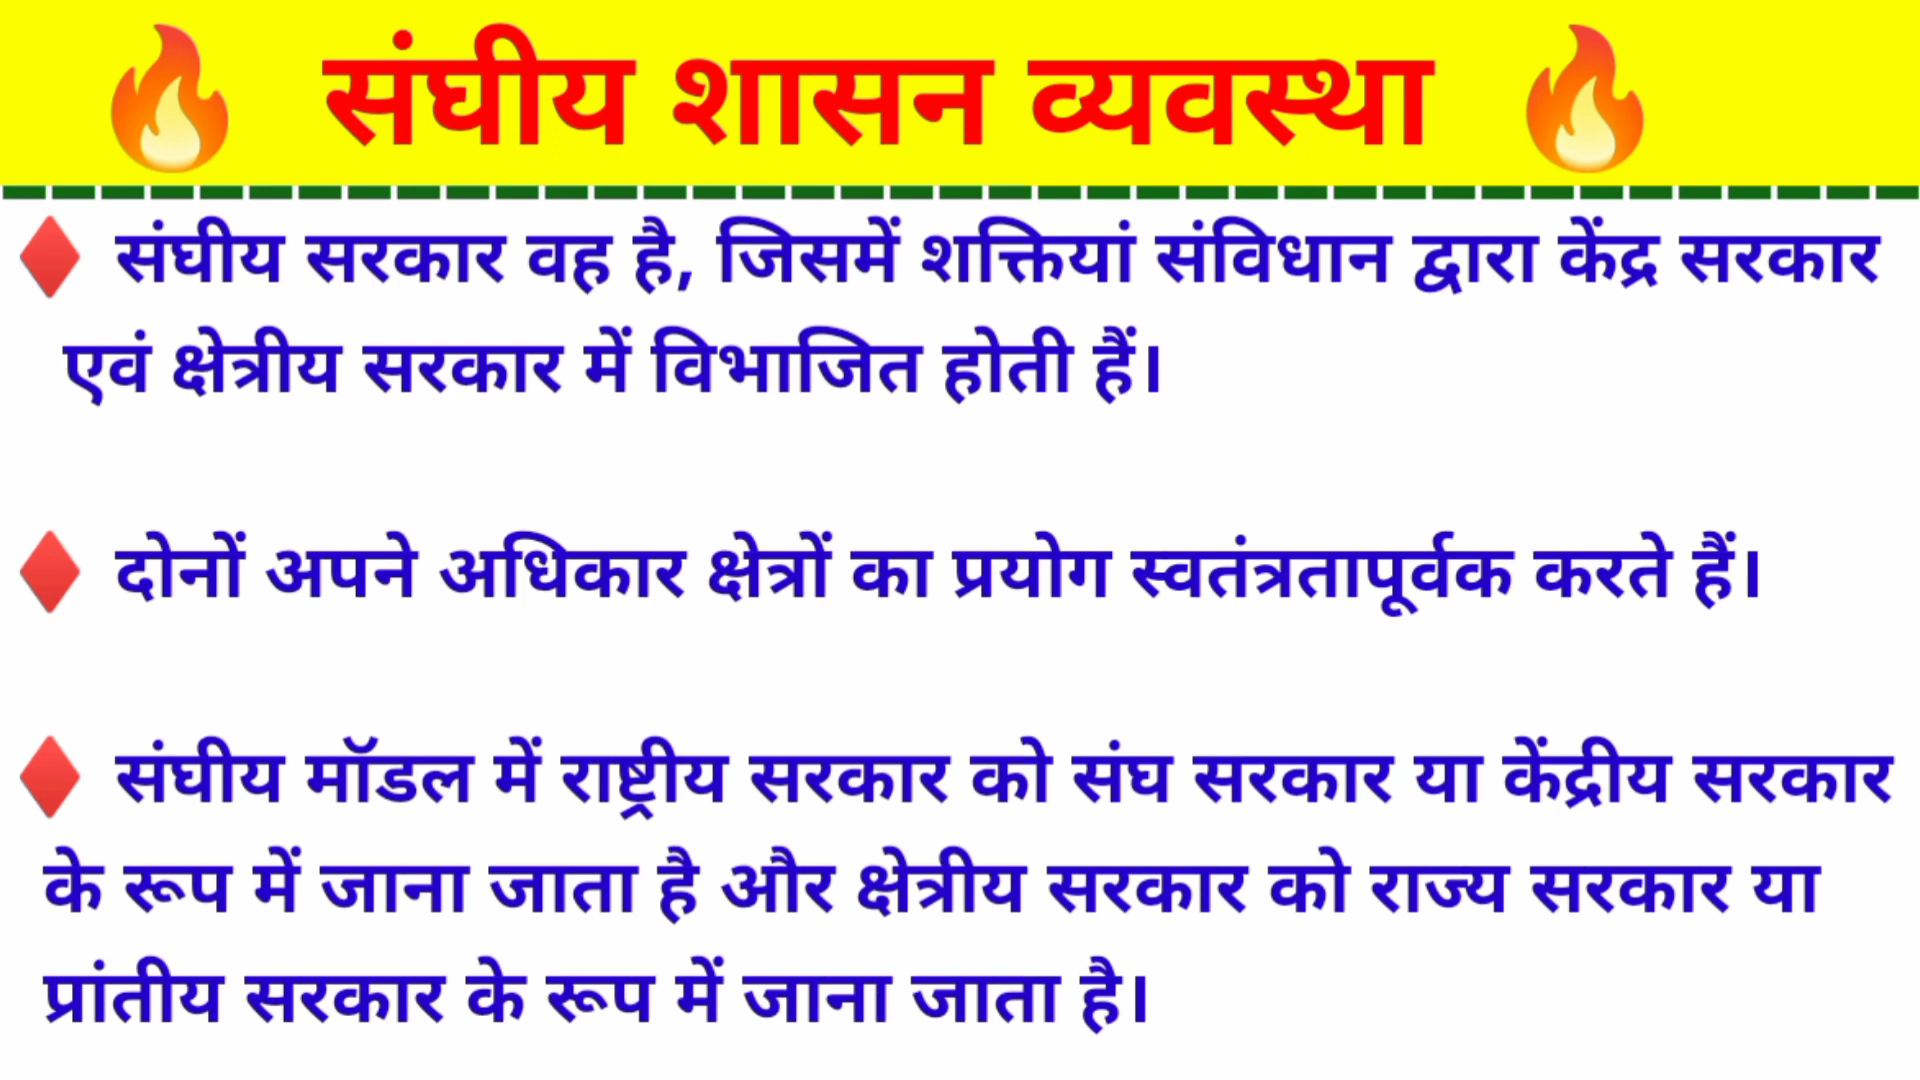 संघीय शासन व्यवस्था
संघीय सरकार वह है, जिसमें शक्तियां संविधान द्वारा केंद्र सरकार
एवं क्षेत्रीय सरकार में विभाजित होती हैं।
दोनों अपने अधिकार क्षेत्रों का प्रयोग स्वतंत्रतापूर्वक करते हैं।
संघीय मॉडल में राष्ट्रीय सरकार को संघ सरकार या केंद्रीय सरकार
के रूप में जाना जाता है और क्षेत्रीय सरकार को राज्य सरकार या
प्रांतीय सरकार के रूप में जाना जाता है।